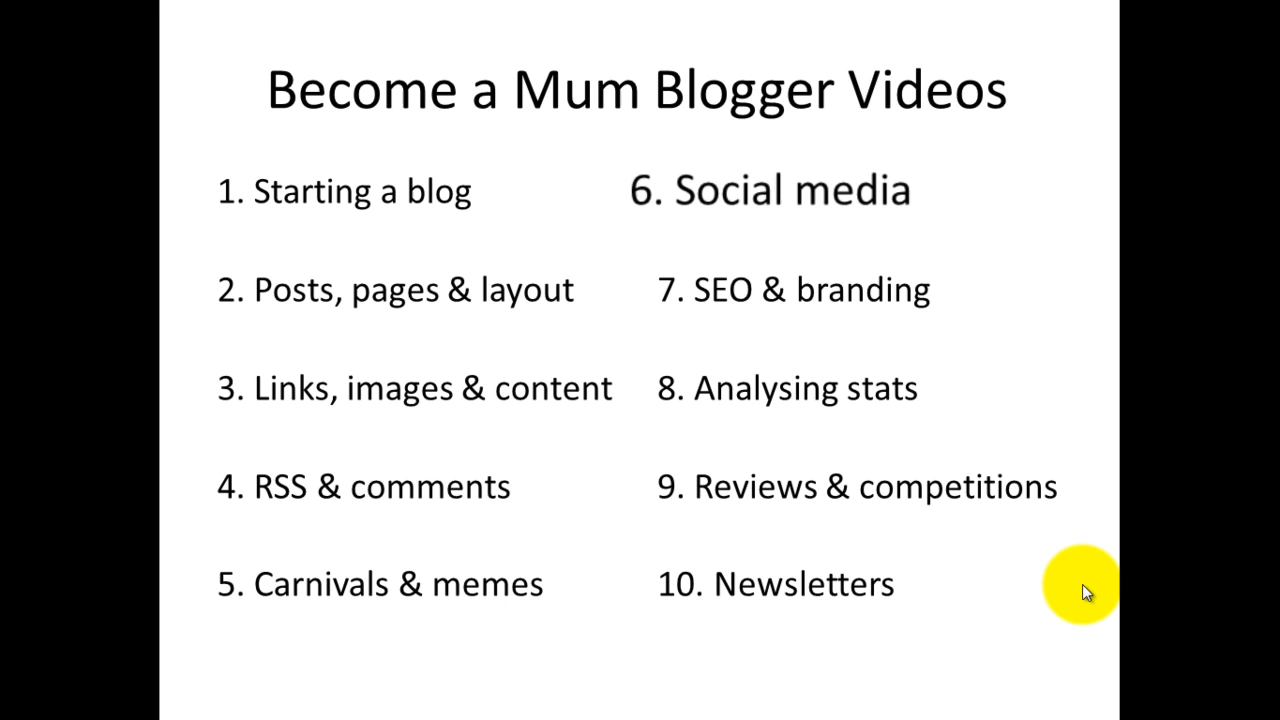 Become a Mum Blogger Videos
1. Starting a blog
2. Posts, pages & layout
3. Links, images & content
4. RSS & comments
5. Carnivals & memes
6. Social media
7. SEO & branding
8. Analysing stats
9. Reviews & competitions
10. Newsletters